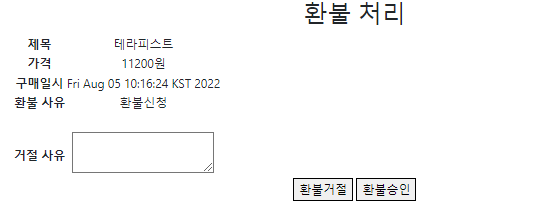 환불 처리
제목 테라피스트
가격 11200원
구매일시 Fri Aug 05 10:16:24 KST 2022
환불 사유 환불신청
거절 사유
환불거절 환불승인